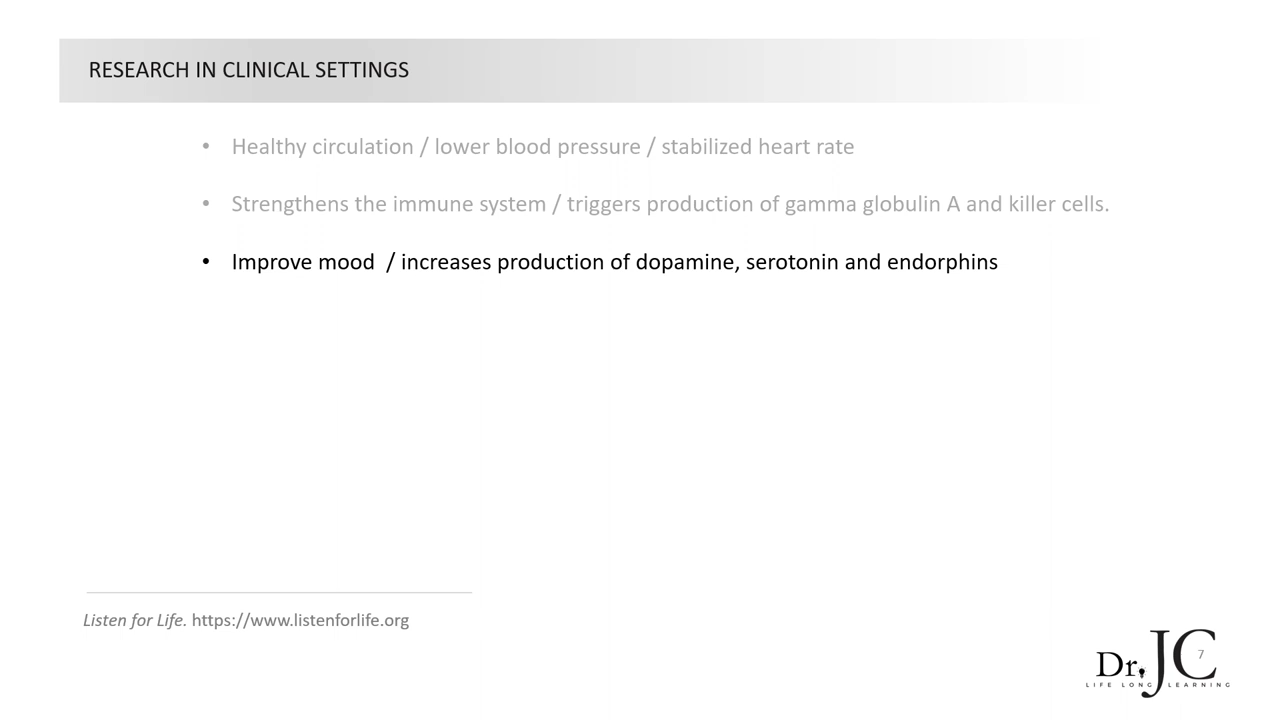 RESEARCH IN CLINICAL SETTINGS
• Healthy circulation / lower blood pressure / stabilized heart rate
• Strengthens the immune system / triggers production of gamma globulin A and killer cells.
• Improve mood  / increases production of dopamine, serotonin and endorphins
Listen for Life. https://www.listenforlife.org
Dr. JC
7
LIFE LONG LEARNING